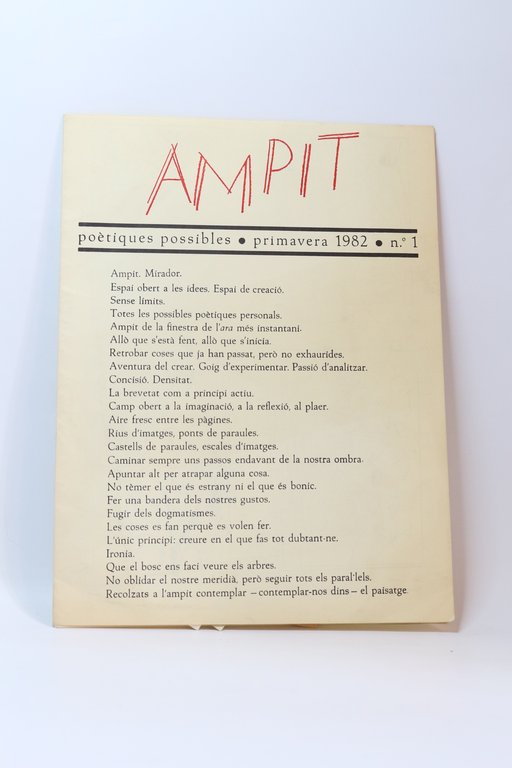 AMPIT
poètiques possibles • primavera 1982 • n.º 1
Ampit. Mirador.
Espai obert a les idees. Espai de creació.
Sense límits.
Totes les possibles poètiques personals.
Ampit de la finestra de l'ara més instantani.
Allò que s'està fent, allò que s'inicia.
Retrobar coses que ja han passat, però no exhaurides.
Aventura del crear. Goig d'experimentar. Passió d'analitzar.
Concisió. Densitat.
La brevetat com a principi actiu.
Camp obert a la imaginació, a la reflexió, al plaer.
Aire fresc entre les pàgines.
Rius d'imatges, ponts de paraules.
Castells de paraules, escales d'imatges.
Caminar sempre uns passos endavant de la nostra ombra.
Apuntar alt per atrapar alguna cosa.
No tèmer el que és estrany ni el que és bonic.
Fer una bandera dels nostres gustos.
Fugir dels dogmatismes.
Les coses es fan perquè es volen fer.
L'únic principi: creure en el que fas tot dubtant-ne.
Ironia.
Que el bosc ens faci veure els arbres.
No oblidar el nostre meridià, però seguir tots els paral·lels.
Recolzats a l'ampit contemplar — contemplar-nos dins — el paisatge.